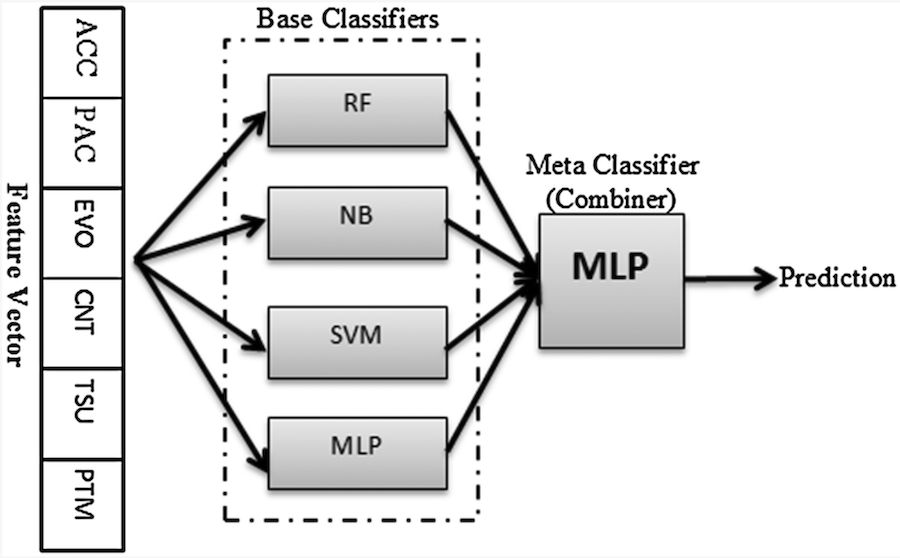 Feature Vector
ACC
PAC
EVO
CNT
TSU
PTM
Base Classifiers
RF
NB
SVM
MLP
Meta Classifier
(Combiner)
MLP
Prediction